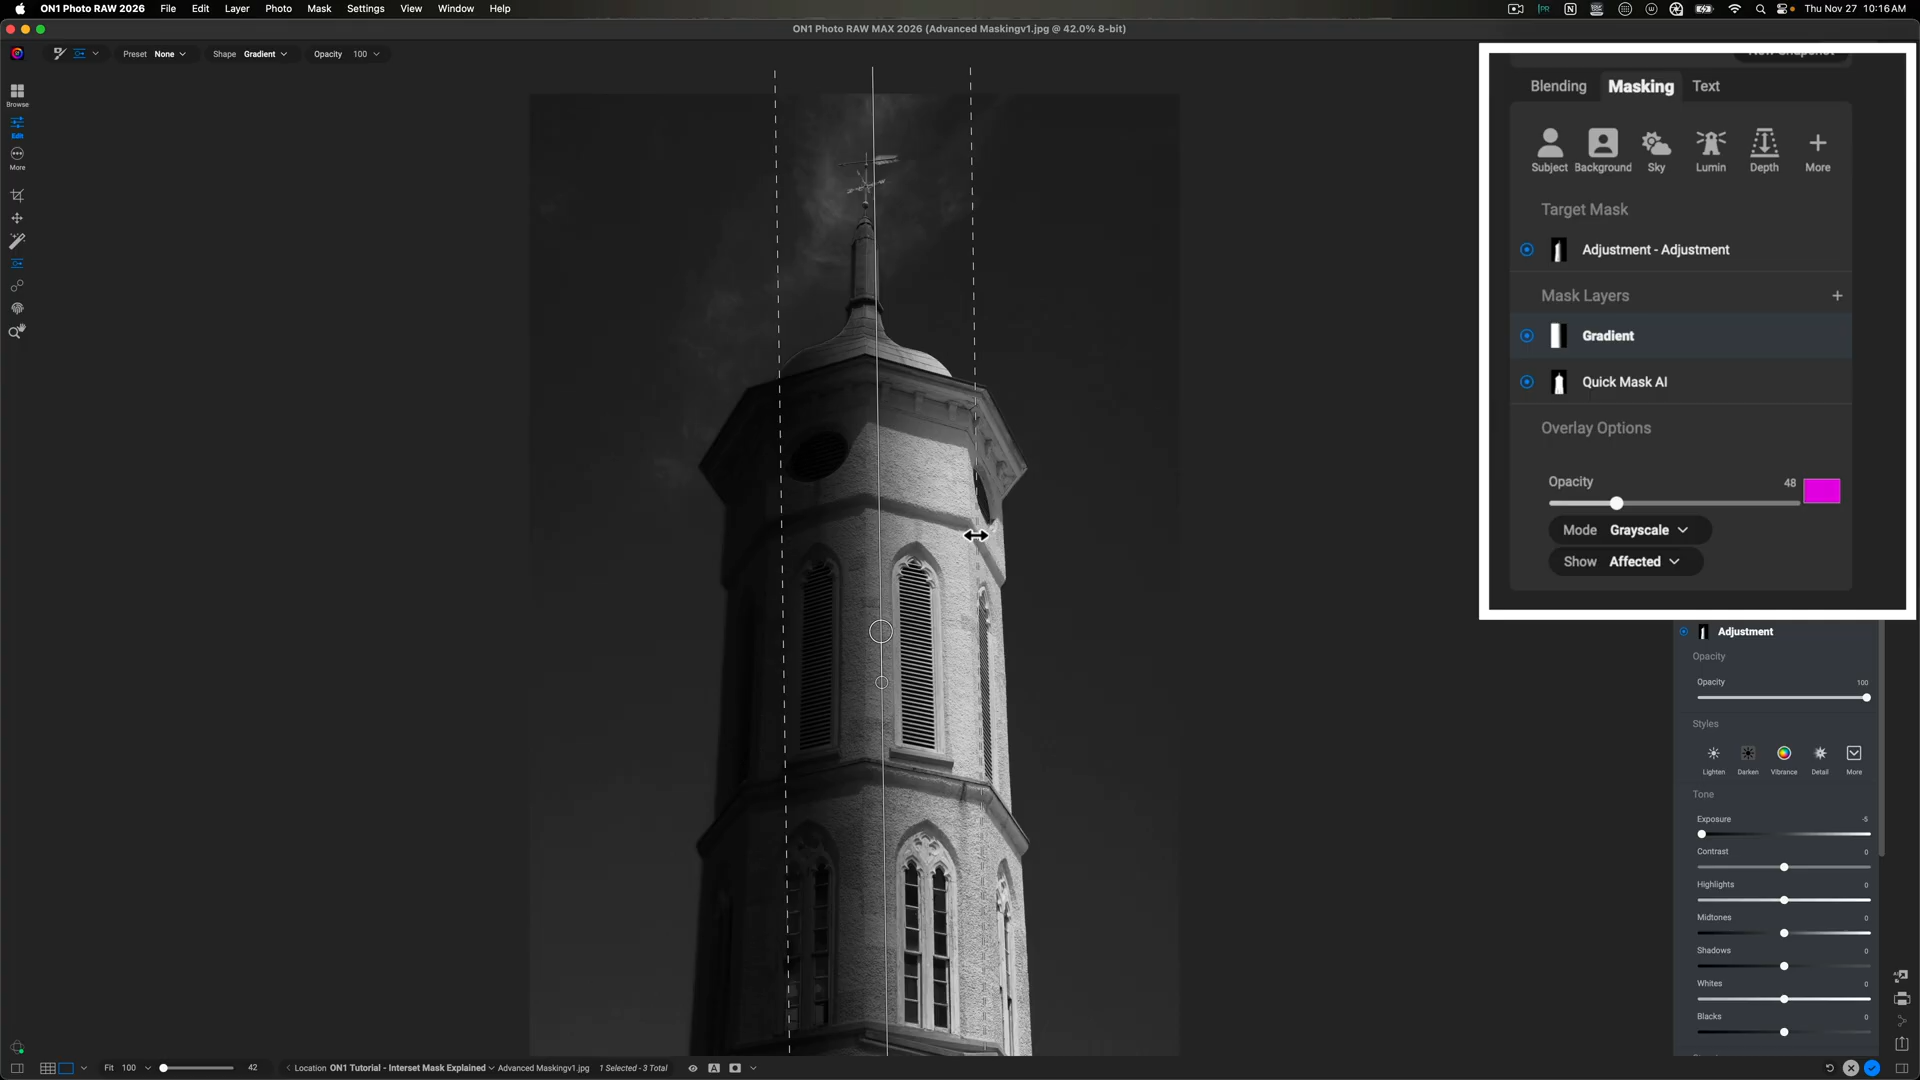 ON1 Photo RAW 2026 File Edit Layer Photo Mask Settings View Window Help
Thu Nov 27 10:16 AM
ON1 Photo RAW MAX 2026 (Advanced Maskingv1.jpg @ 42.0% 8-bit)
Preset None Shape Gradient Opacity 100
Browse
Edit
More
Blending Masking Text
Subject Background Sky Lumin Depth More
Target Mask
Adjustment - Adjustment
Mask Layers +
Gradient
Quick Mask AI
Overlay Options
Opacity 48
Mode Grayscale
Show Affected
Adjustment
Opacity
Opacity 100
Styles
Lighten Darken Vibrance Detail More
Tone
Exposure -5
Contrast 0
Highlights 0
Midtones 0
Shadows 0
Whites 0
Blacks 0
Fit 100 42 Location ON1 Tutorial - Interset Mask Explained Advanced Maskingv1.jpg 1 Selected - 3 Total